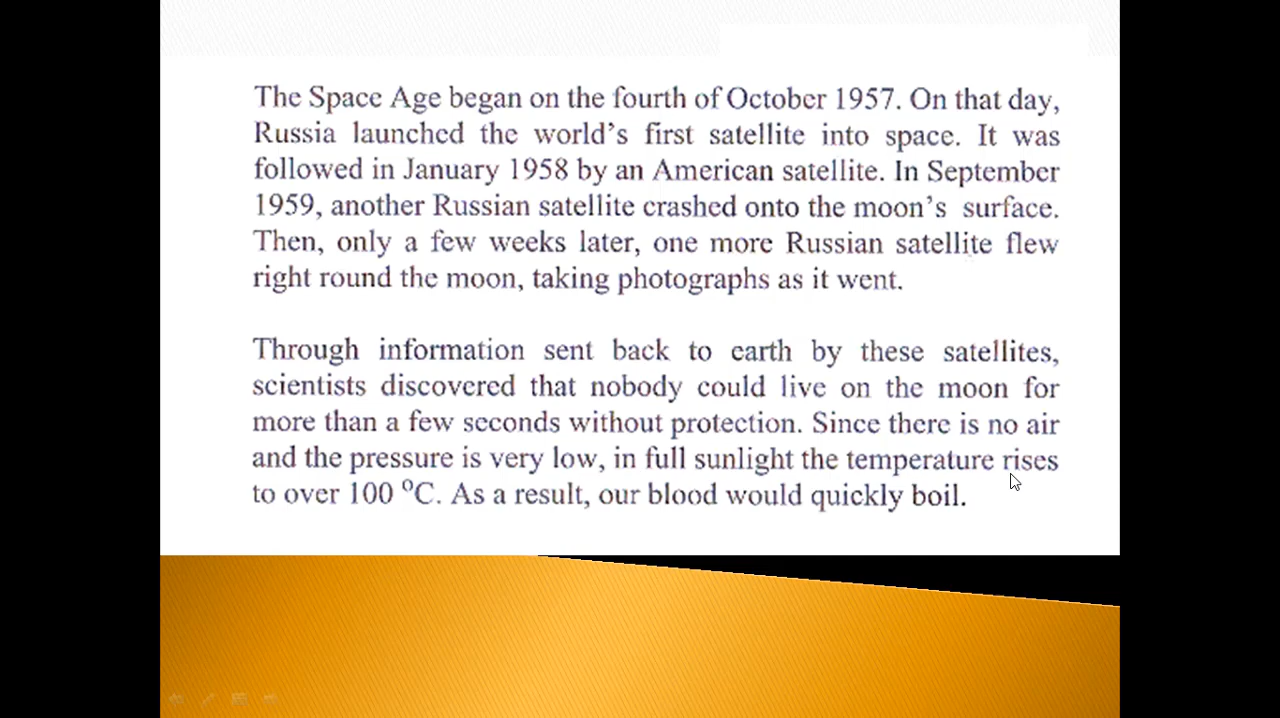 The Space Age began on the fourth of October 1957. On that day,
Russia launched the world's first satellite into space. It was
followed in January 1958 by an American satellite. In September
1959, another Russian satellite crashed onto the moon's surface.
Then, only a few weeks later, one more Russian satellite flew
right round the moon, taking photographs as it went.
Through information sent back to earth by these satellites,
scientists discovered that nobody could live on the moon for
more than a few seconds without protection. Since there is no air
and the pressure is very low, in full sunlight the temperature rises
to over 100 °C. As a result, our blood would quickly boil.